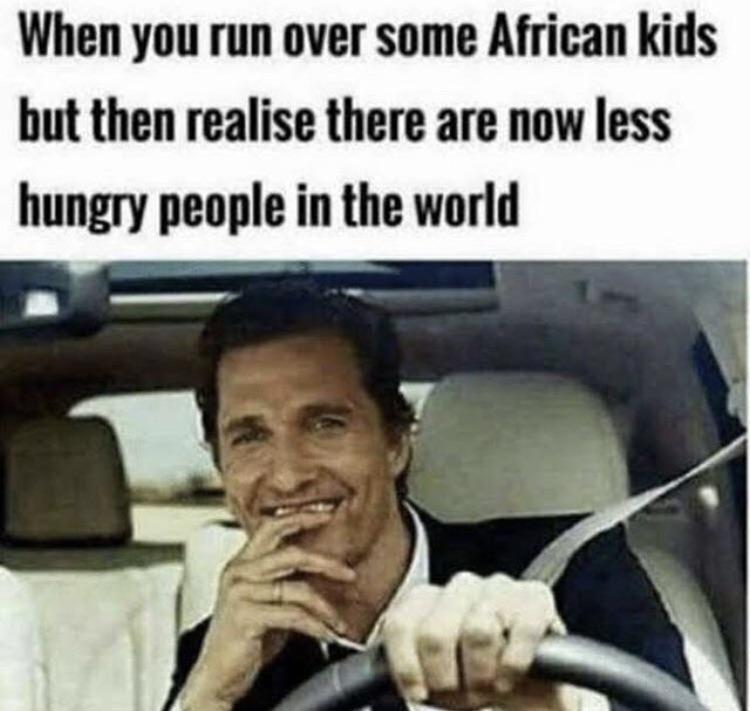 When you run over some African kids
but then realise there are now less
hungry people in the world